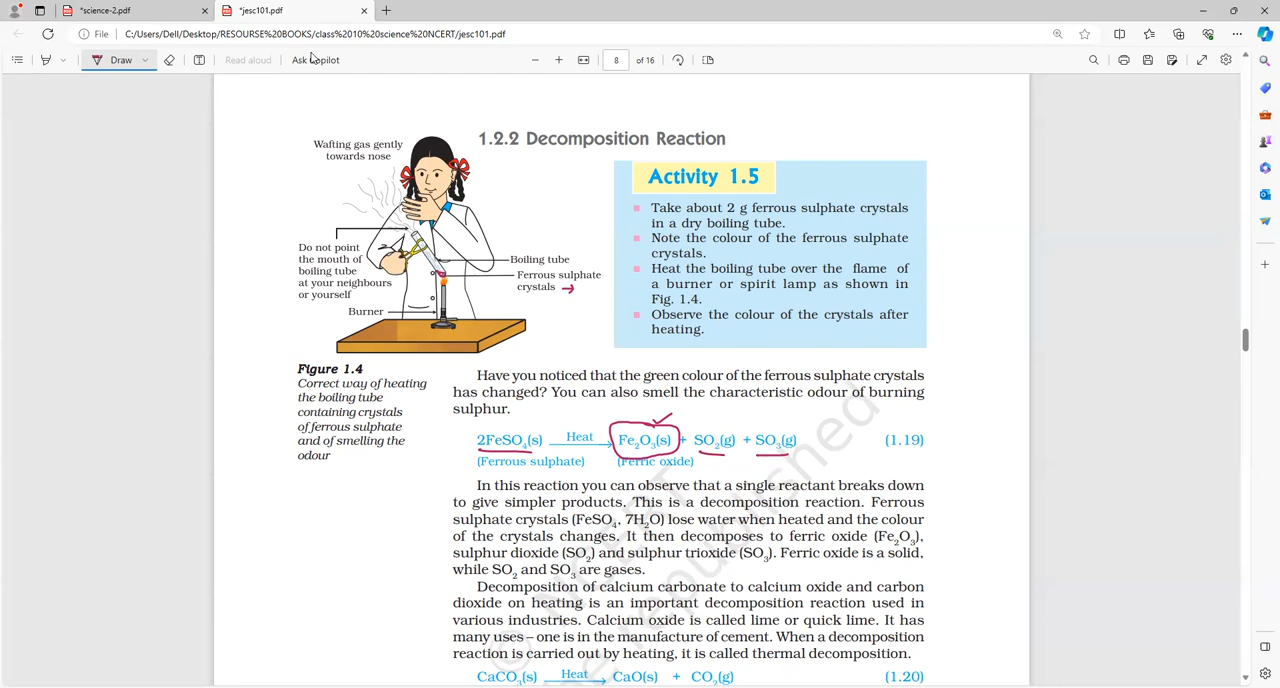 *science-2.pdf
*jesc101.pdf
File
C:/Users/Dell/Desktop/RESOURSE%20BOOKS/class%2010%20science%20NCERT/jesc101.pdf
Draw
Read aloud
Ask Copilot
8 of 16
1.2.2 Decomposition Reaction
Wafting gas gently
towards nose
Do not point
the mouth of
boiling tube
at your neighbours
or yourself
Boiling tube
Ferrous sulphate
crystals
Burner
Figure 1.4
Correct way of heating
the boiling tube
containing crystals
of ferrous sulphate
and of smelling the
odour
Activity 1.5
Take about 2 g ferrous sulphate crystals
in a dry boiling tube.
Note the colour of the ferrous sulphate
crystals.
Heat the boiling tube over the flame of
a burner or spirit lamp as shown in
Fig. 1.4.
Observe the colour of the crystals after
heating.
Have you noticed that the green colour of the ferrous sulphate crystals
has changed? You can also smell the characteristic odour of burning
sulphur.
2FeSO₄(s) Heat → Fe₂O₃(s) + SO₂(g) + SO₃(g) (1.19)
(Ferrous sulphate) (Ferric oxide)
In this reaction you can observe that a single reactant breaks down
to give simpler products. This is a decomposition reaction. Ferrous
sulphate crystals (FeSO₄, 7H₂O) lose water when heated and the colour
of the crystals changes. It then decomposes to ferric oxide (Fe₂O₃),
sulphur dioxide (SO₂) and sulphur trioxide (SO₃). Ferric oxide is a solid,
while SO₂ and SO₃ are gases.
Decomposition of calcium carbonate to calcium oxide and carbon
dioxide on heating is an important decomposition reaction used in
various industries. Calcium oxide is called lime or quick lime. It has
many uses – one is in the manufacture of cement. When a decomposition
reaction is carried out by heating, it is called thermal decomposition.
CaCO₃(s) Heat → CaO(s) + CO₂(g) (1.20)
© NCERT
be republished